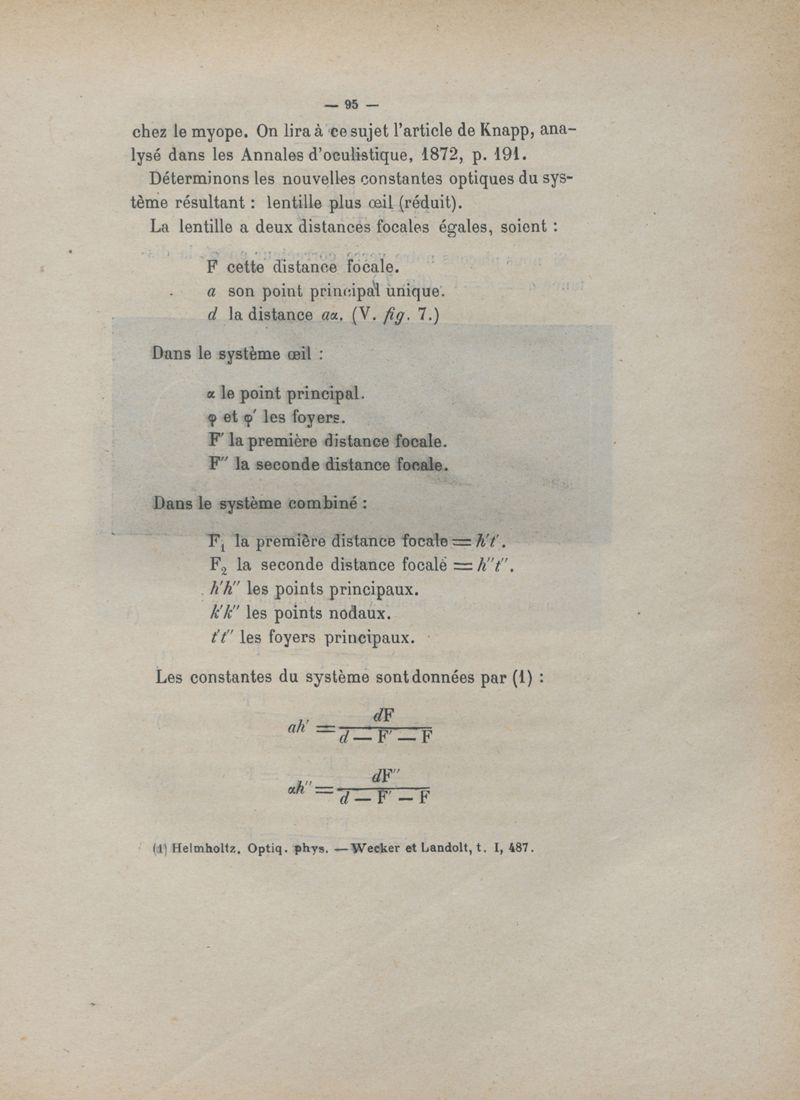 — 95 —
chez le myope. On lira à ce sujet l'article de Knapp, ana-
lysé dans les Annales d'oculistique, 1872, p. 191.
Déterminons les nouvelles constantes optiques du sys-
tème résultant : lentille plus œil (réduit).
La lentille a deux distances focales égales, soient :
F cette distance focale.
a son point principal unique.
d la distance aα. (V. fig. 7.)
Dans le système œil :
α le point principal.
φ et φ' les foyers.
F' la première distance focale.
F'' la seconde distance focale.
Dans le système combiné :
F₁ la première distance focale = h't'.
F₂ la seconde distance focale = h''t''.
h'h'' les points principaux.
k'k'' les points nodaux.
t't'' les foyers principaux.
Les constantes du système sont données par (1) :
ah' = dF / (d — F' — F)
αh'' = dF'' / (d — F' — F)
(1) Helmholtz. Optiq. phys. — Wecker et Landolt, t. I, 487.